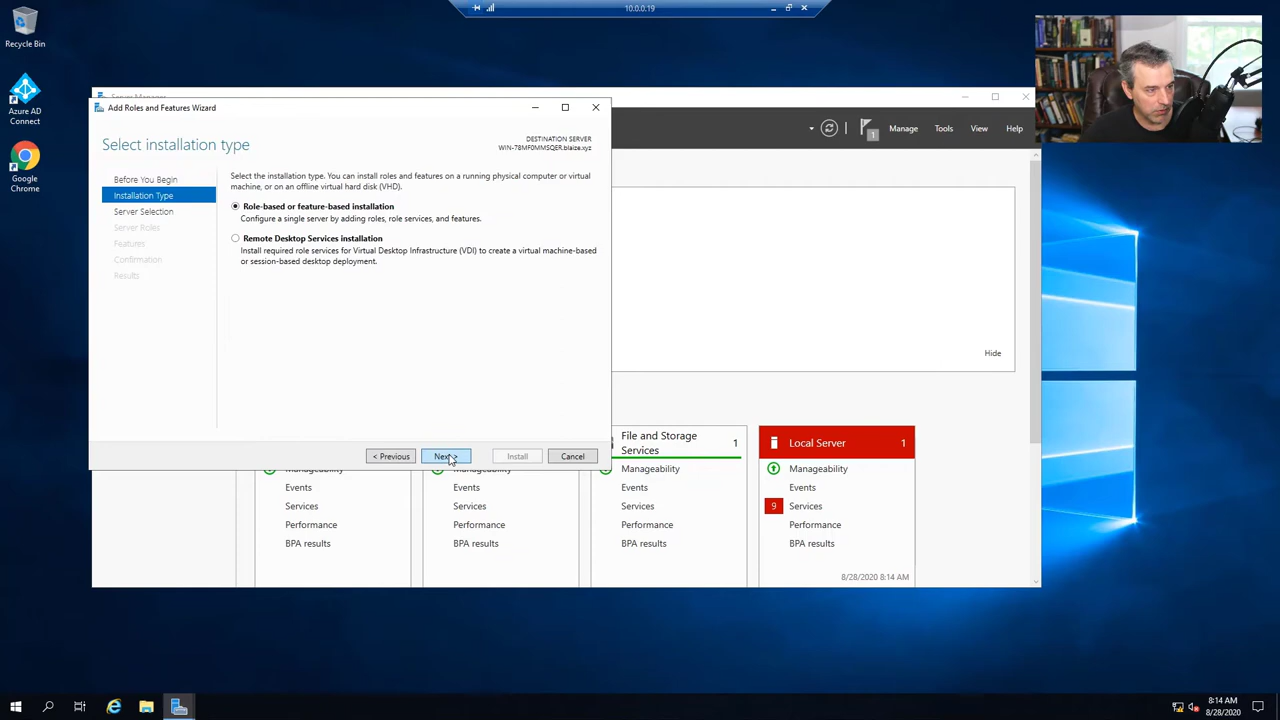 10.0.0.19
Recycle Bin
Azure AD
Connect
Google
Chrome
Add Roles and Features Wizard
Select installation type
DESTINATION SERVER
WIN-78MF0MMSQER.blaize.xyz
Before You Begin
Installation Type
Server Selection
Server Roles
Features
Confirmation
Results
Select the installation type. You can install roles and features on a running physical computer or virtual
machine, or on an offline virtual hard disk (VHD).
Role-based or feature-based installation
Configure a single server by adding roles, role services, and features.
Remote Desktop Services installation
Install required role services for Virtual Desktop Infrastructure (VDI) to create a virtual machine-based
or session-based desktop deployment.
< Previous
Next >
Install
Cancel
1
Manage
Tools
View
Help
Hide
Manageability
Events
Services
Performance
BPA results
Manageability
Events
Services
Performance
BPA results
File and Storage
Services
1
Manageability
Events
Services
Performance
BPA results
Local Server
1
Manageability
Events
9
Services
Performance
BPA results
8/28/2020 8:14 AM
8:14 AM
8/28/2020